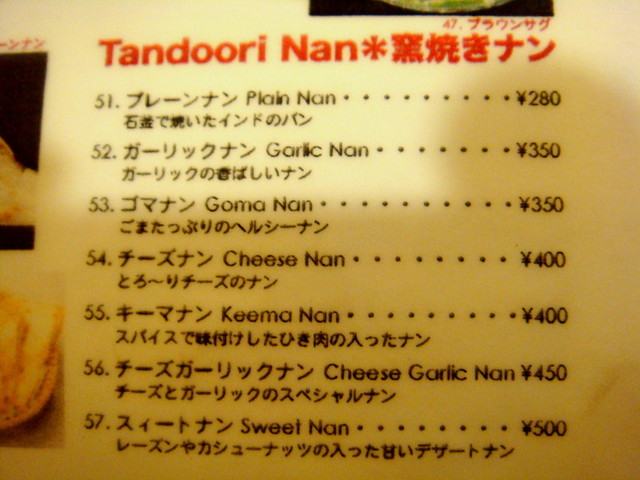 47. ブラウンサグ
ーンナン
Tandoori Nan＊窯焼きナン
51. プレーンナン Plain Nan・・・・・・・・・¥280
石釜で焼いたインドのパン
52. ガーリックナン Garlic Nan・・・・・・・¥350
ガーリックの香ばしいナン
53. ゴマナン Goma Nan・・・・・・・・・・¥350
ごまたっぷりのヘルシーナン
54. チーズナン Cheese Nan・・・・・・・・¥400
とろ〜りチーズのナン
55. キーマナン Keema Nan・・・・・・・・・¥400
スパイスで味付けしたひき肉の入ったナン
56. チーズガーリックナン Cheese Garlic Nan ¥450
チーズとガーリックのスペシャルナン
57. スィートナン Sweet Nan・・・・・・・・¥500
レーズンやカシューナッツの入った甘いデザートナン